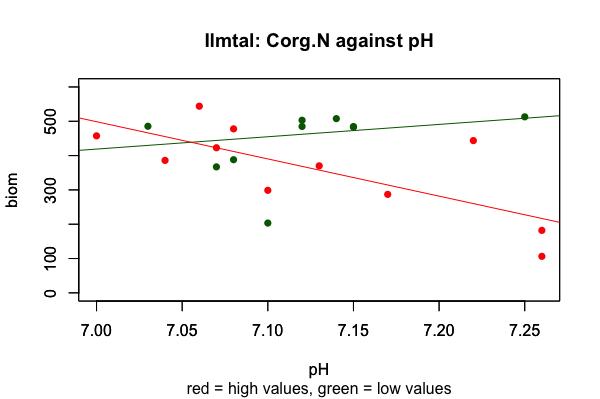 Ilmtal: Corg.N against pH
500
300
100
0
biom
7.00 7.05 7.10 7.15 7.20 7.25
pH
red = high values, green = low values